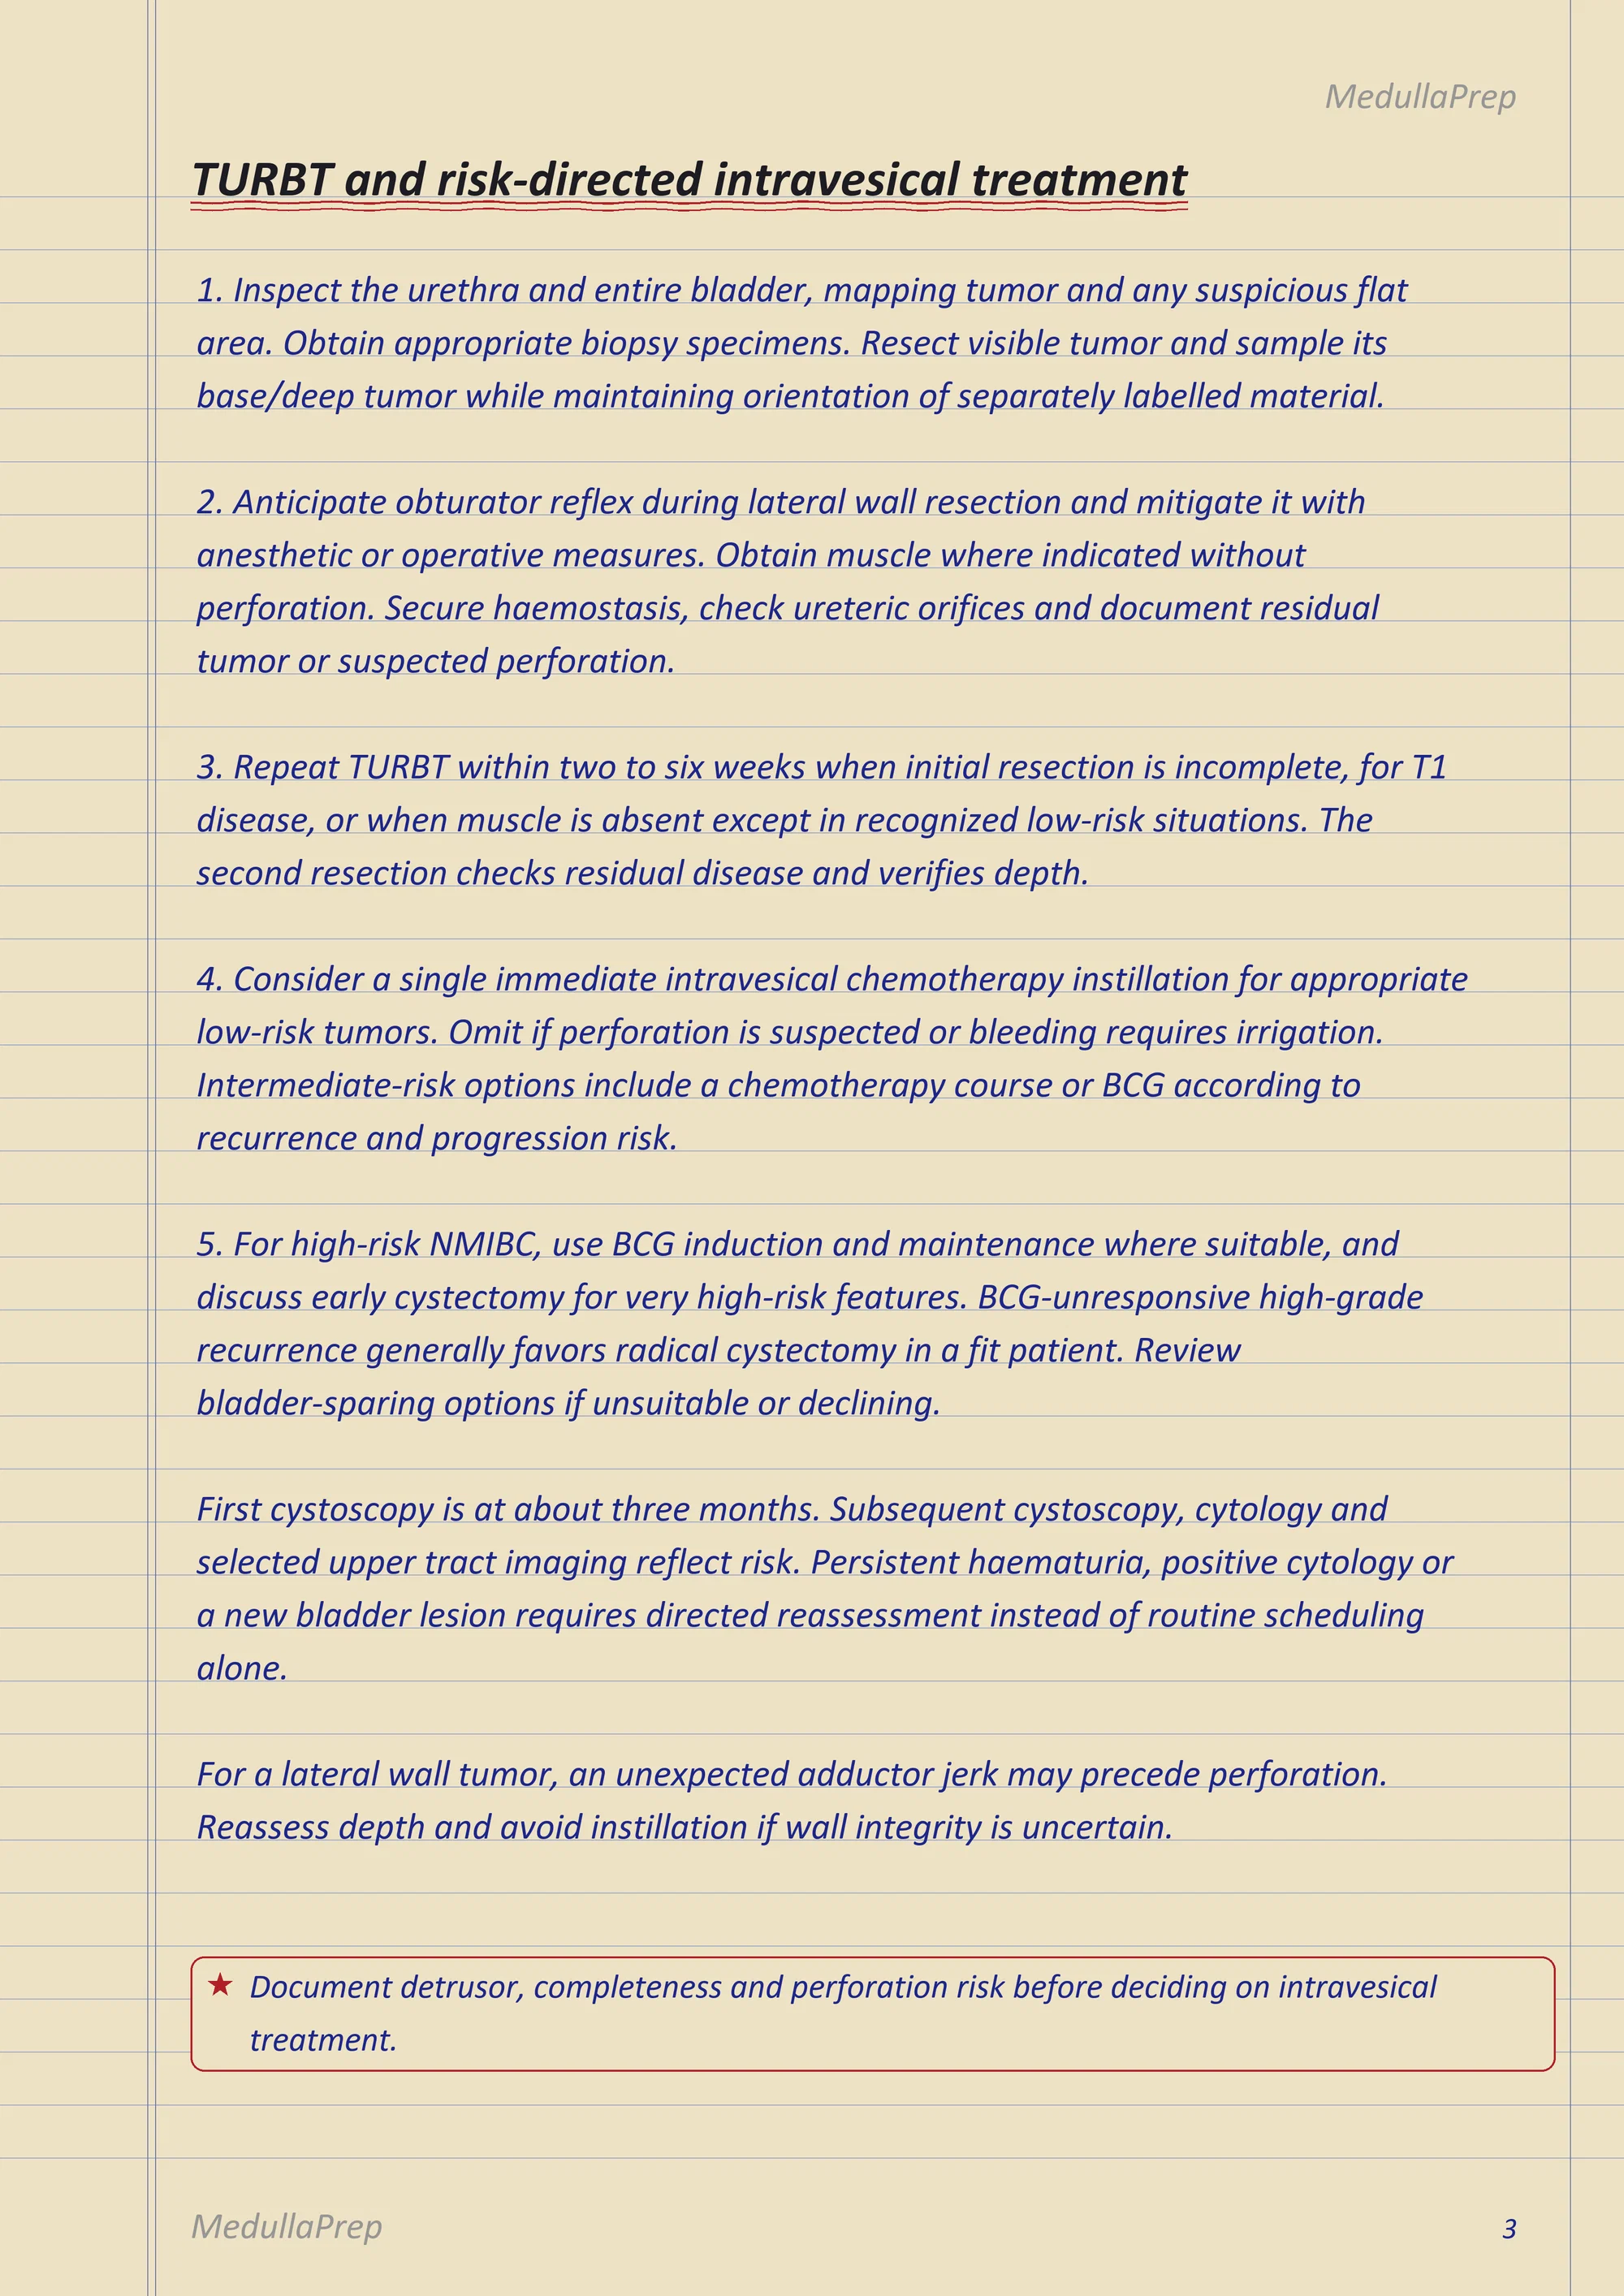 MedullaPrep
TURBT and risk-directed intravesical treatment
1. Inspect the urethra and entire bladder, mapping tumor and any suspicious flat
area. Obtain appropriate biopsy specimens. Resect visible tumor and sample its
base/deep tumor while maintaining orientation of separately labelled material.
2. Anticipate obturator reflex during lateral wall resection and mitigate it with
anesthetic or operative measures. Obtain muscle where indicated without
perforation. Secure haemostasis, check ureteric orifices and document residual
tumor or suspected perforation.
3. Repeat TURBT within two to six weeks when initial resection is incomplete, for T1
disease, or when muscle is absent except in recognized low-risk situations. The
second resection checks residual disease and verifies depth.
4. Consider a single immediate intravesical chemotherapy instillation for appropriate
low-risk tumors. Omit if perforation is suspected or bleeding requires irrigation.
Intermediate-risk options include a chemotherapy course or BCG according to
recurrence and progression risk.
5. For high-risk NMIBC, use BCG induction and maintenance where suitable, and
discuss early cystectomy for very high-risk features. BCG-unresponsive high-grade
recurrence generally favors radical cystectomy in a fit patient. Review
bladder-sparing options if unsuitable or declining.
First cystoscopy is at about three months. Subsequent cystoscopy, cytology and
selected upper tract imaging reflect risk. Persistent haematuria, positive cytology or
a new bladder lesion requires directed reassessment instead of routine scheduling
alone.
For a lateral wall tumor, an unexpected adductor jerk may precede perforation.
Reassess depth and avoid instillation if wall integrity is uncertain.
★ Document detrusor, completeness and perforation risk before deciding on intravesical
treatment.
MedullaPrep
3